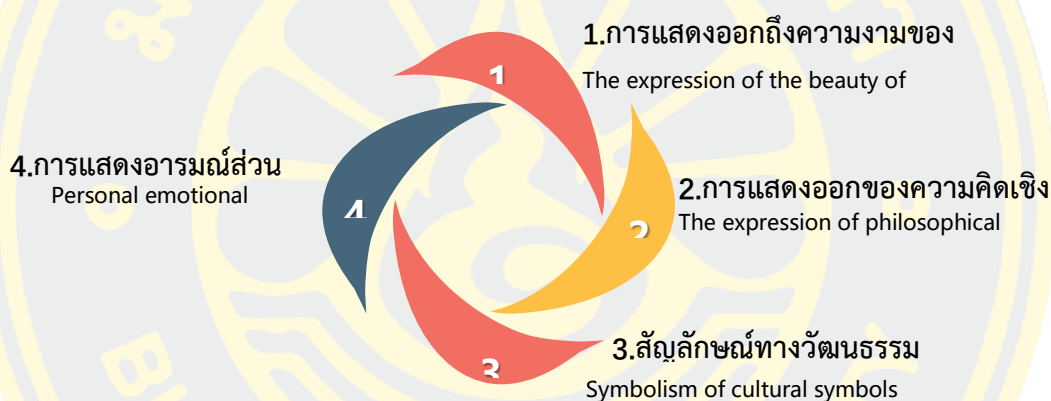 1.การแสดงออกถึงความงามของ
The expression of the beauty of
1
2.การแสดงออกของความคิดเชิง
The expression of philosophical
2
3.สัญลักษณ์ทางวัฒนธรรม
Symbolism of cultural symbols
3
4.การแสดงอารมณ์ส่วน
Personal emotional
4